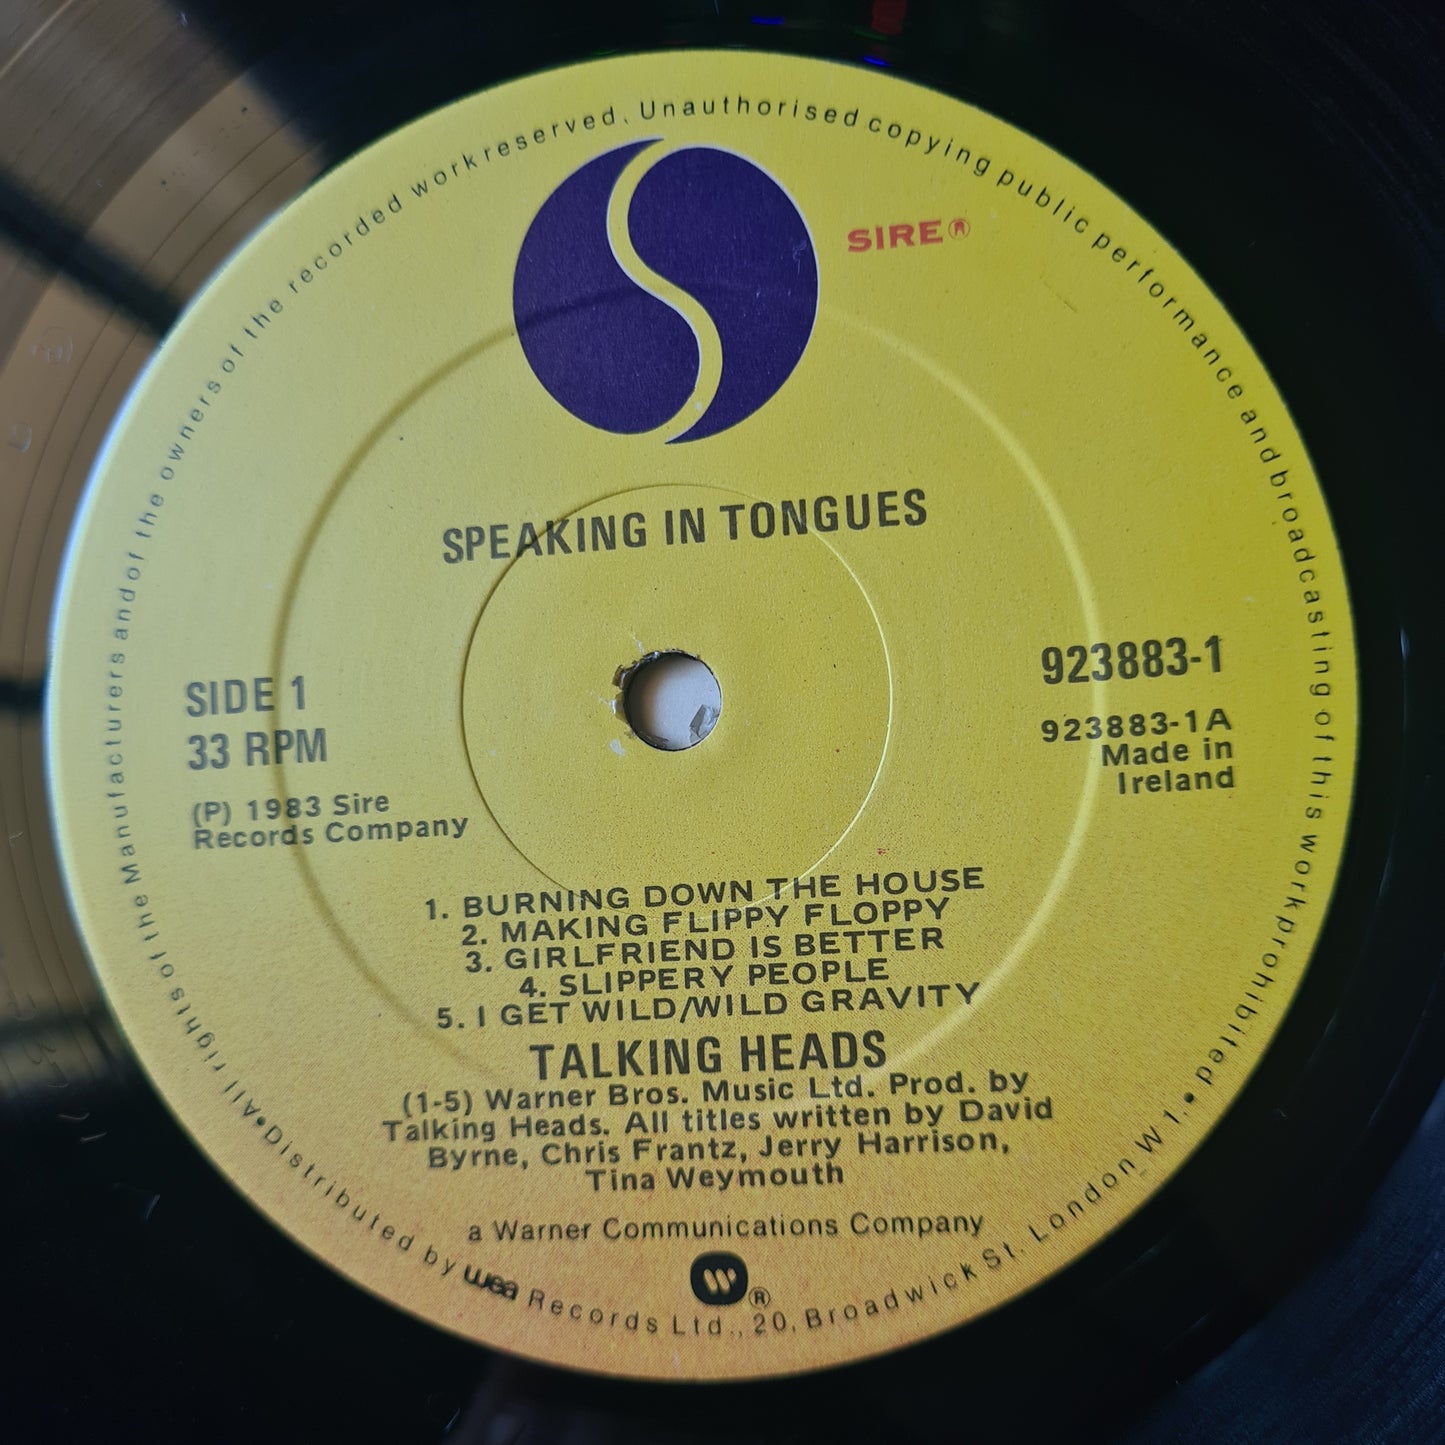 All rights of the Manufacturers and of the owners of the recorded work reserved. Unauthorised copying public performance and broadcasting of this work prohibited
SIRE®
SPEAKING IN TONGUES
SIDE 1
33 RPM
(P) 1983 Sire
Records Company
923883-1
923883-1A
Made in
Ireland
1. BURNING DOWN THE HOUSE
2. MAKING FLIPPY FLOPPY
3. GIRLFRIEND IS BETTER
4. SLIPPERY PEOPLE
5. I GET WILD/WILD GRAVITY
TALKING HEADS
(1-5) Warner Bros. Music Ltd. Prod. by
Talking Heads. All titles written by David
Byrne, Chris Frantz, Jerry Harrison,
Tina Weymouth
a Warner Communications Company
W®
•Distributed by wea Records Ltd., 20, Broadwick St. London W 1.•